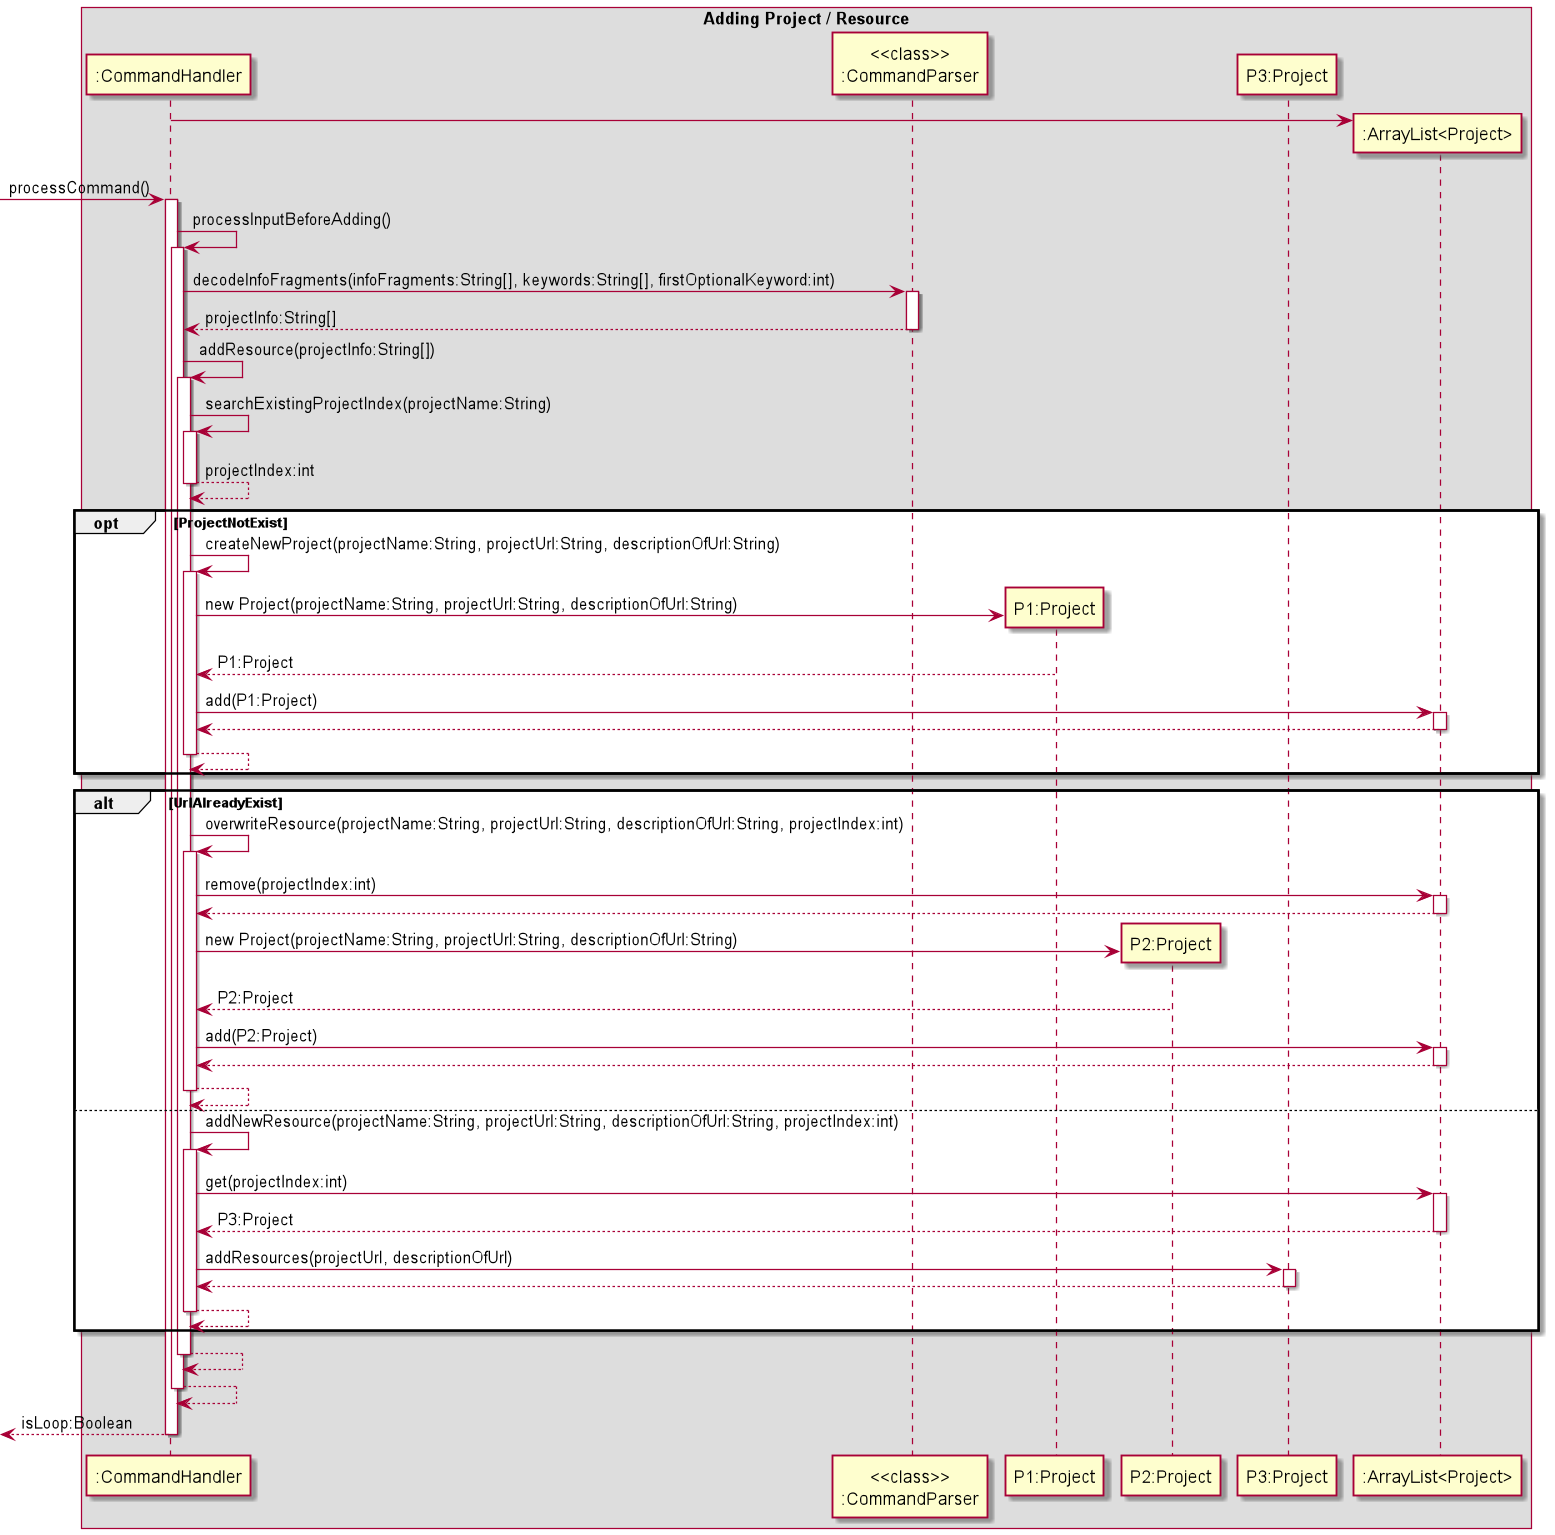 Adding Project / Resource
:CommandHandler
<<class>>
:CommandParser
P3:Project
:ArrayList<Project>
processCommand()
processInputBeforeAdding()
decodeInfoFragments(infoFragments:String[], keywords:String[], firstOptionalKeyword:int)
projectInfo:String[]
addResource(projectInfo:String[])
searchExistingProjectIndex(projectName:String)
projectIndex:int
opt [ProjectNotExist]
createNewProject(projectName:String, projectUrl:String, descriptionOfUrl:String)
new Project(projectName:String, projectUrl:String, descriptionOfUrl:String)
P1:Project
P1:Project
add(P1:Project)
alt [UrlAlreadyExist]
overwriteResource(projectName:String, projectUrl:String, descriptionOfUrl:String, projectIndex:int)
remove(projectIndex:int)
new Project(projectName:String, projectUrl:String, descriptionOfUrl:String)
P2:Project
P2:Project
add(P2:Project)
addNewResource(projectName:String, projectUrl:String, descriptionOfUrl:String, projectIndex:int)
get(projectIndex:int)
P3:Project
addResources(projectUrl, descriptionOfUrl)
isLoop:Boolean
:CommandHandler
<<class>>
:CommandParser
P1:Project
P2:Project
P3:Project
:ArrayList<Project>